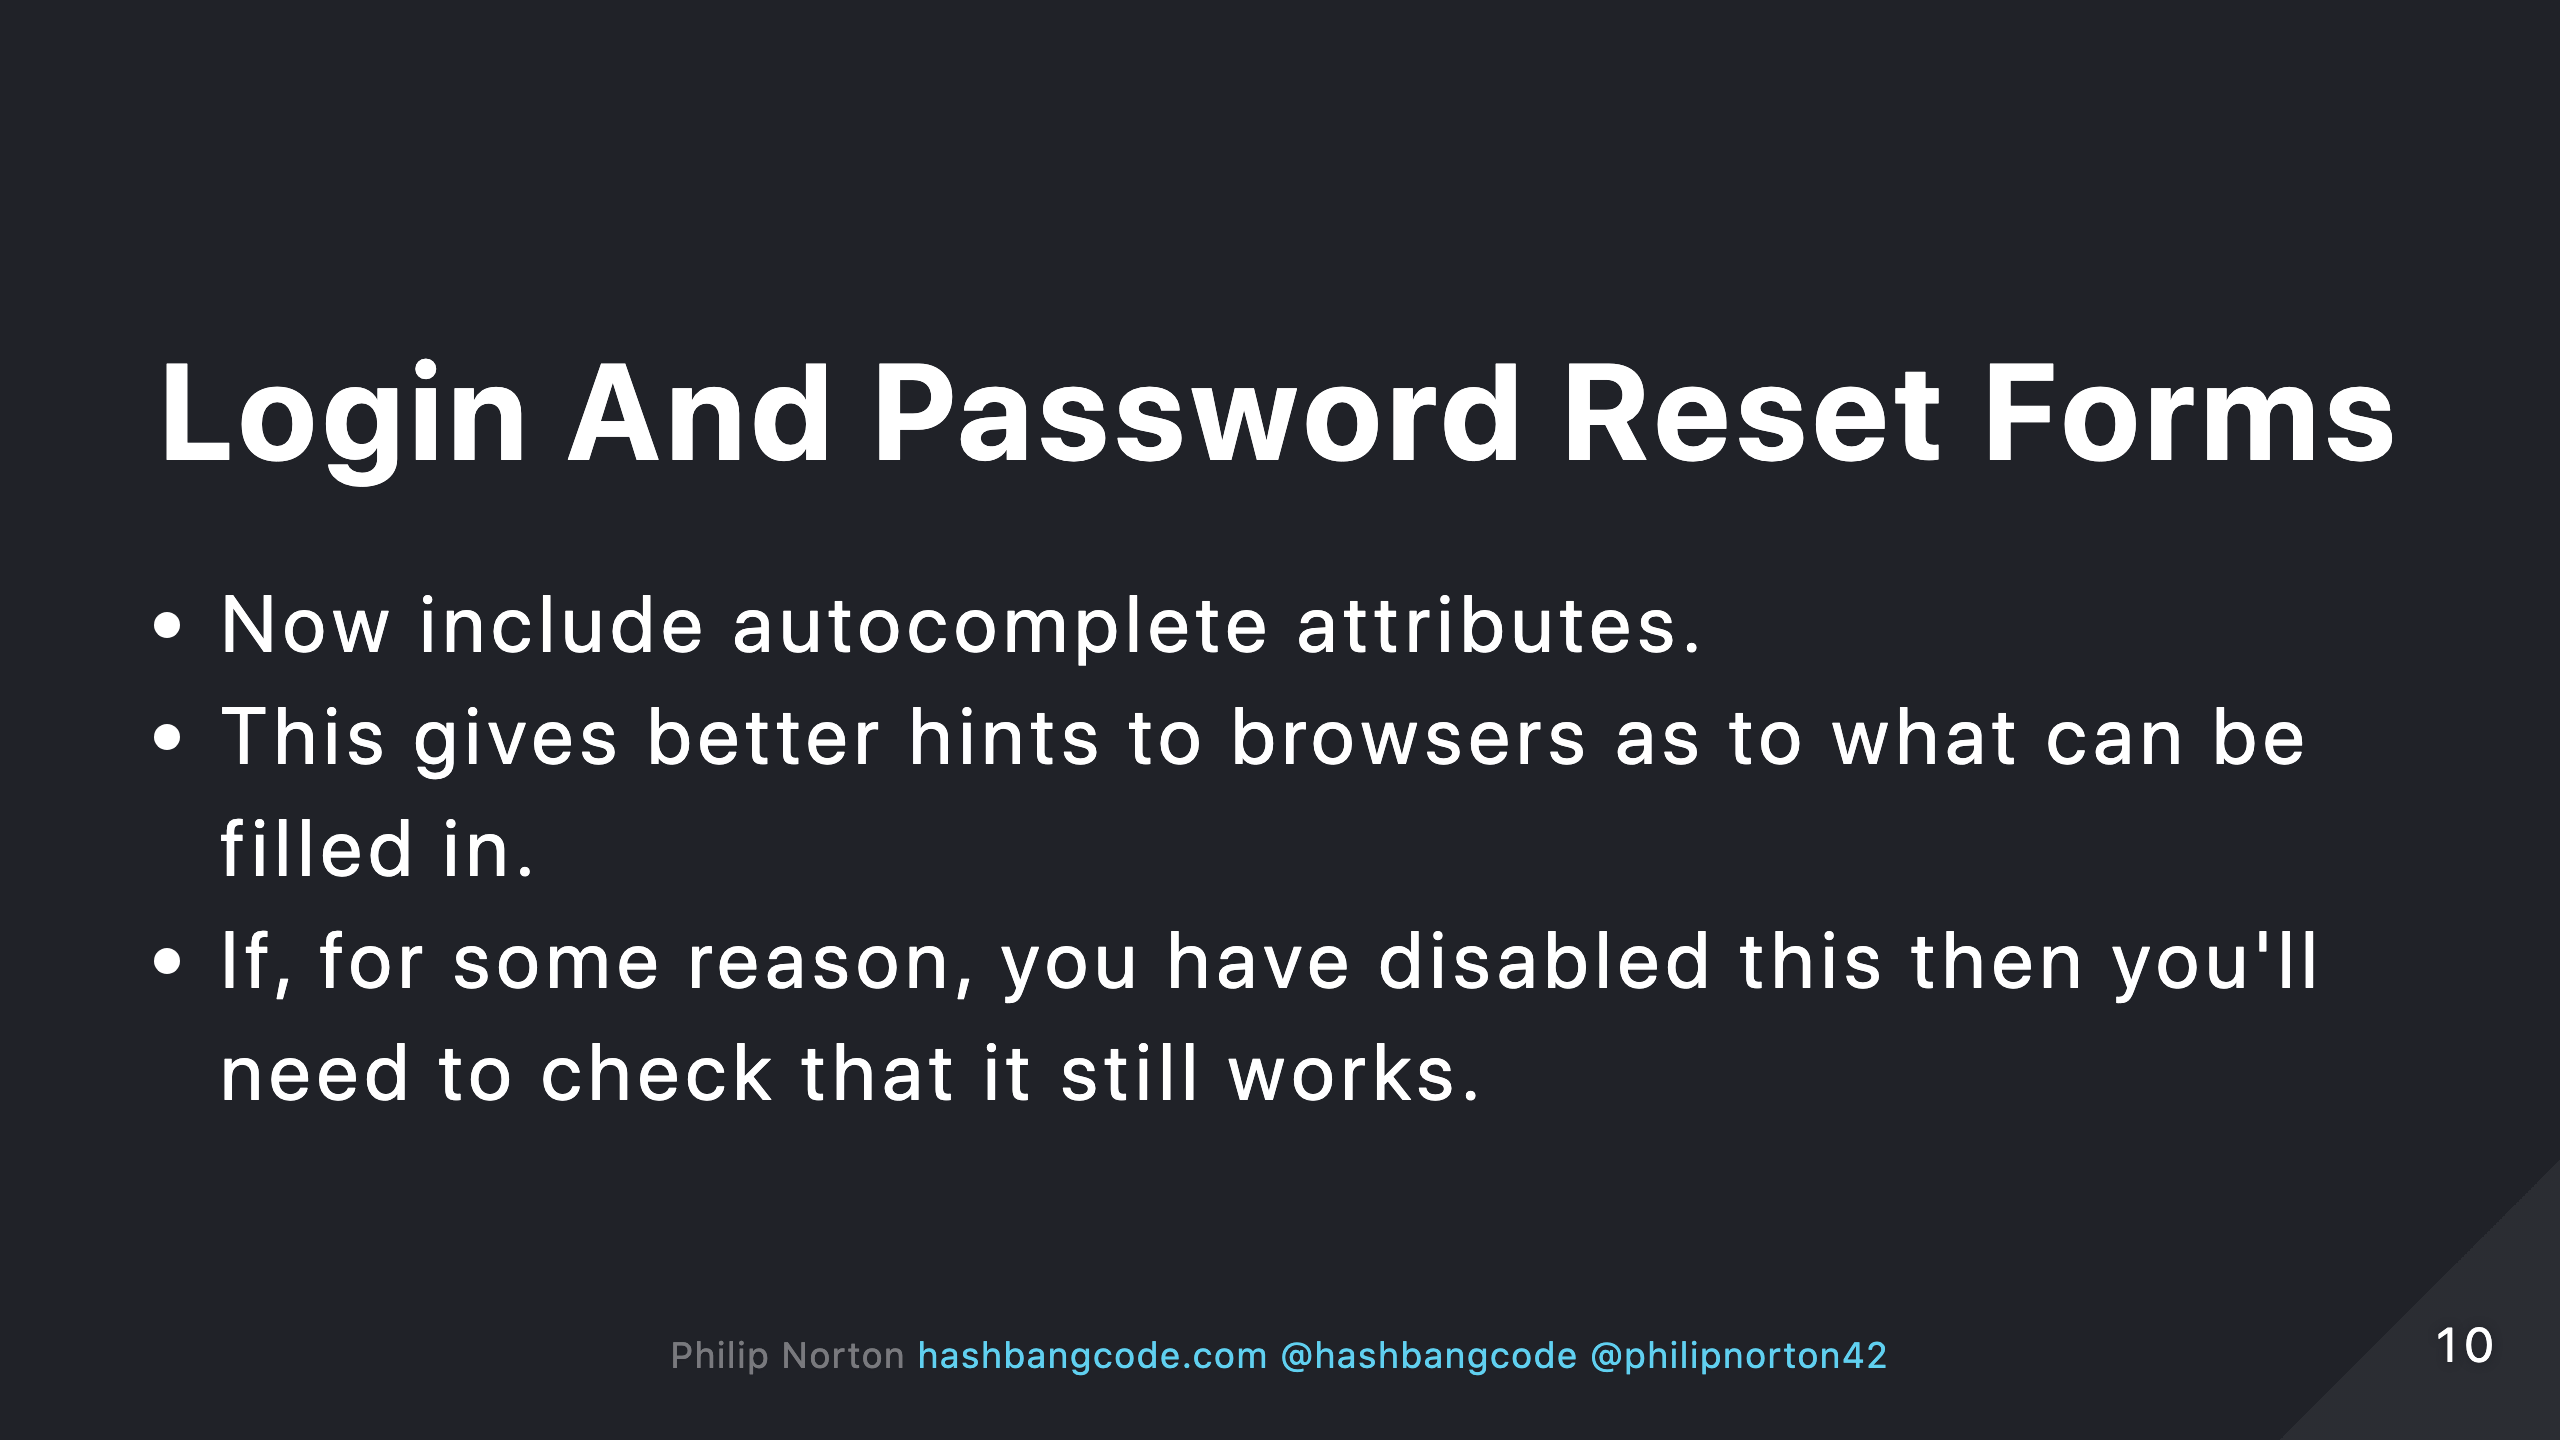 Login And Password Reset Forms
• Now include autocomplete attributes.
• This gives better hints to browsers as to what can be
filled in.
• If, for some reason, you have disabled this then you'll
need to check that it still works.
Philip Norton hashbangcode.com @hashbangcode @philipnorton42
10